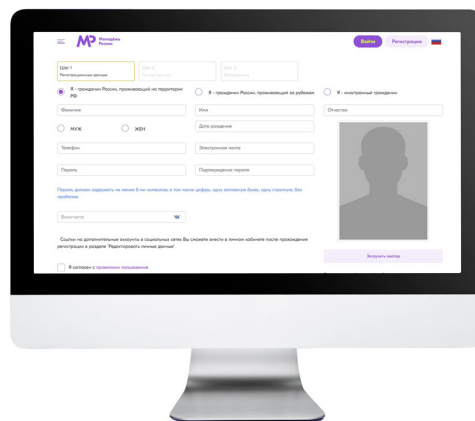 Молодёжь
России
Войти
Регистрация
Шаг 1
Регистрационные данные
Шаг 2
Шаг 3
Я - гражданин России, проживающий на территории РФ
Я - гражданин России, проживающий за рубежом
Я - иностранный гражданин
Фамилия
Имя
Отчество
МУЖ
ЖЕН
Дата рождения
Телефон
Электронная почта
Пароль
Подтверждение пароля
Пароль должен содержать не менее 8-ми символов, в том числе цифры, одну заглавную букву, одну строчную, без
пробелов
Вконтакте
Ссылки на дополнительные аккаунты в социальных сетях Вы сможете внести в личном кабинете после прохождения
регистрации в разделе "Редактировать личные данные"
Загрузить аватар
Я согласен с правилами пользования